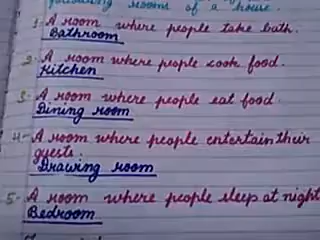 following rooms of a house.
1. A room where people take bath.
Bathroom
2. A room where people cook food.
Kitchen
3. A room where people eat food.
Dining room
4. A room where people entertain their
guests.
Drawing room
5. A room where people sleep at night
Bedroom